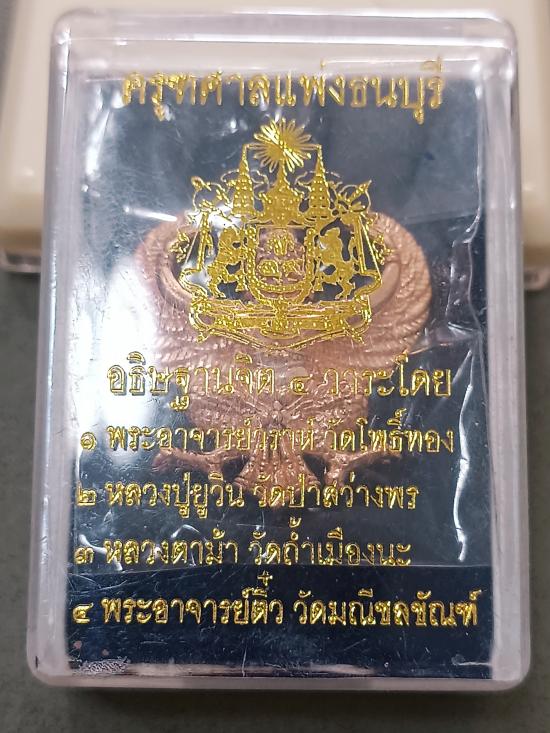 ครุฑศาลแพ่งธนบุรี
อธิษฐานจิต ๔ วาระโดย
๑ พระอาจารย์วราห์ วัดโพธิ์ทอง
๒ หลวงปู่ยูวิน วัดป่าสว่างพร
๓ หลวงตาม้า วัดถ้ำเมืองนะ
๔ พระอาจารย์ติ๋ว วัดมณีชลขัณฑ์